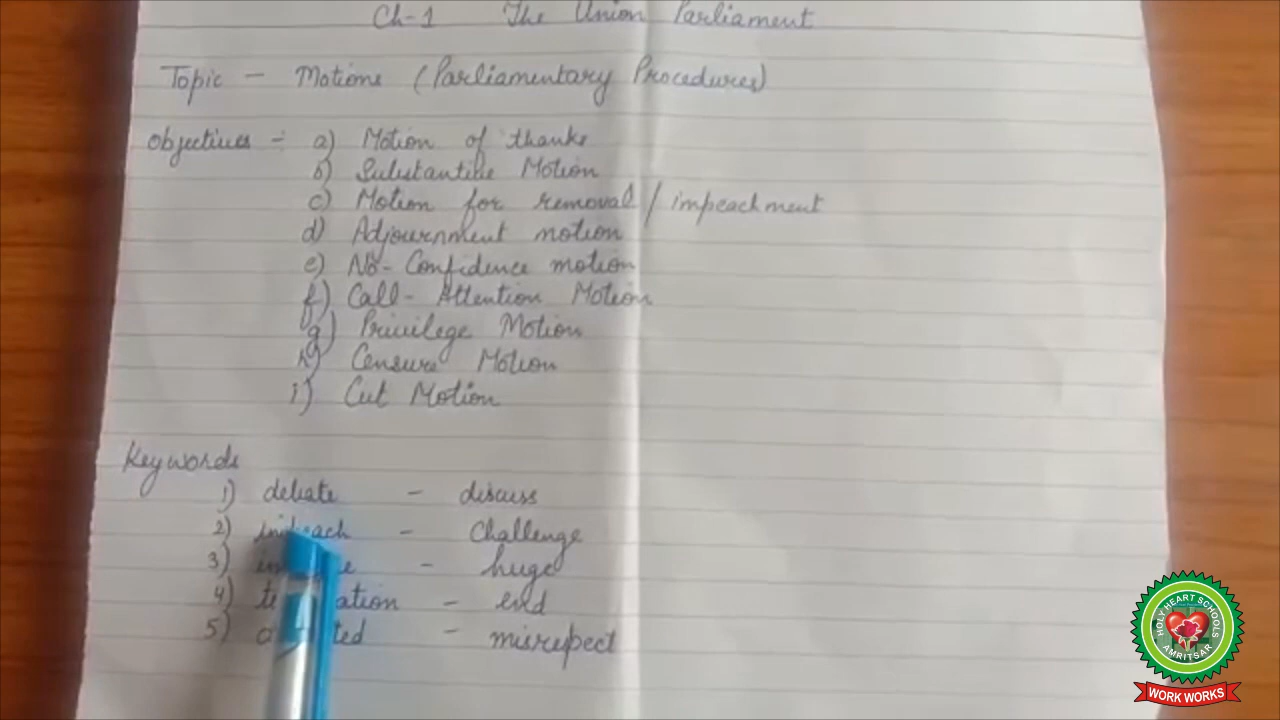 Ch-1 The Union Parliament
Topic - Motions (Parliamentary Procedures)
Objectives :- a) Motion of thanks
b) Substantive Motion
c) Motion for removal / impeachment
d) Adjournment motion
e) No-Confidence motion
f) Call-Attention Motion
g) Privilege Motion
h) Censure Motion
i) Cut Motion
Keywords
1) debate - discuss
2) impeach - Challenge
3) - huge
4) - end
5) - misrepect
HOLY HEART SCHOOLS
AMRITSAR
WORK WORKS